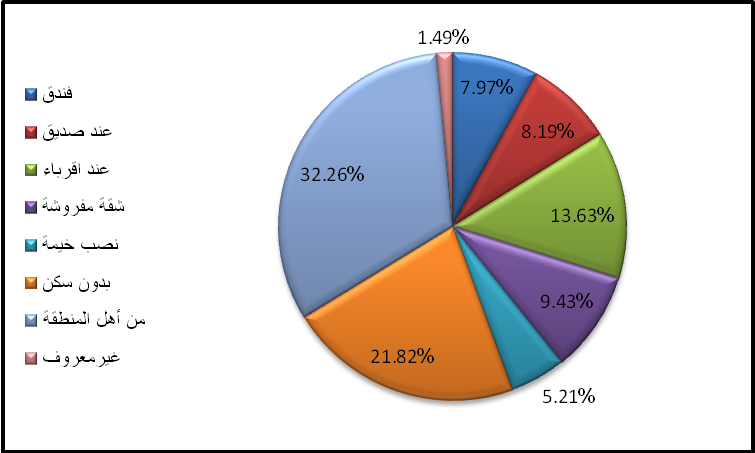 فندق
عند صديق
عند اقرباء
شقة مفروشة
نصب خيمة
بدون سكن
من أهل المنطقة
غيرمعروف
1.49%
7.97%
8.19%
13.63%
9.43%
5.21%
21.82%
32.26%